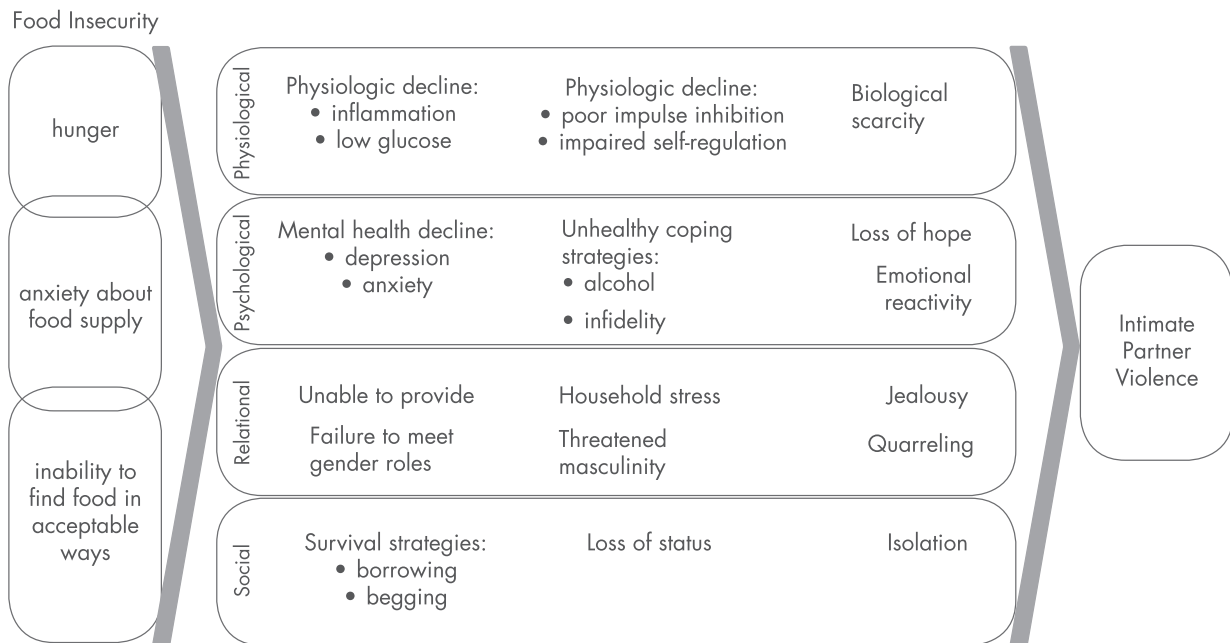 Food Insecurity
hunger
anxiety about
food supply
inability to
find food in
acceptable
ways
Physiological
Physiologic decline:
• inflammation
• low glucose
Physiologic decline:
• poor impulse inhibition
• impaired self-regulation
Biological
scarcity
Psychological
Mental health decline:
• depression
• anxiety
Unhealthy coping
strategies:
• alcohol
• infidelity
Loss of hope
Emotional
reactivity
Relational
Unable to provide
Failure to meet
gender roles
Household stress
Threatened
masculinity
Jealousy
Quarreling
Social
Survival strategies:
• borrowing
• begging
Loss of status
Isolation
Intimate
Partner
Violence